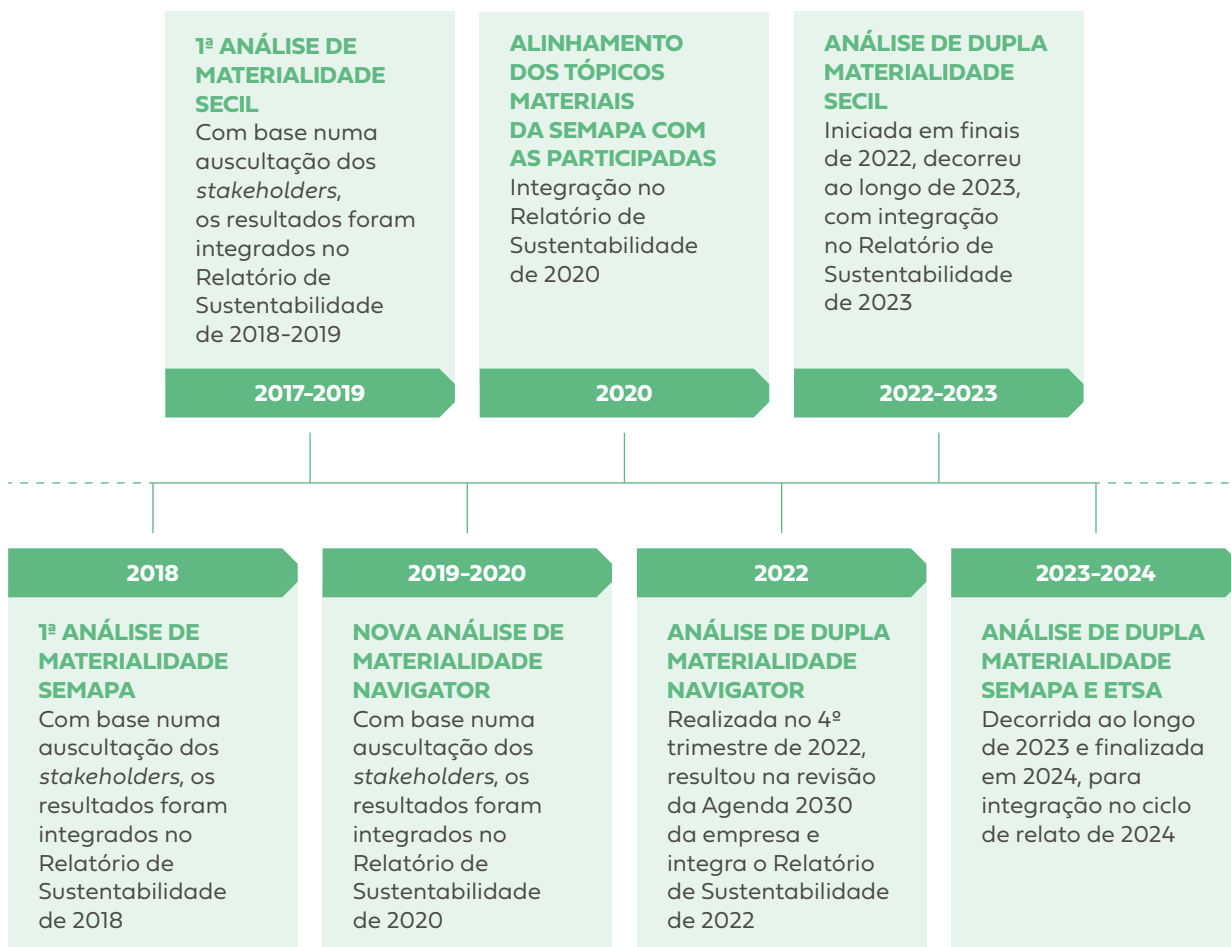 1ª ANÁLISE DE
MATERIALIDADE
SECIL
Com base numa
auscultação dos
stakeholders,
os resultados foram
integrados no
Relatório de
Sustentabilidade
de 2018-2019
2017-2019
ALINHAMENTO
DOS TÓPICOS
MATERIAIS
DA SEMAPA COM
AS PARTICIPADAS
Integração no
Relatório de
Sustentabilidade
de 2020
2020
ANÁLISE DE DUPLA
MATERIALIDADE
SECIL
Iniciada em finais
de 2022, decorreu
ao longo de 2023,
com integração
no Relatório de
Sustentabilidade
de 2023
2022-2023
2018
1ª ANÁLISE DE
MATERIALIDADE
SEMAPA
Com base numa
auscultação dos
stakeholders, os
resultados foram
integrados no
Relatório de
Sustentabilidade
de 2018
2019-2020
NOVA ANÁLISE DE
MATERIALIDADE
NAVIGATOR
Com base numa
auscultação dos
stakeholders, os
resultados foram
integrados no
Relatório de
Sustentabilidade
de 2020
2022
ANÁLISE DE DUPLA
MATERIALIDADE
NAVIGATOR
Realizada no 4º
trimestre de 2022,
resultou na revisão
da Agenda 2030
da empresa e
integra o Relatório
de Sustentabilidade
de 2022
2023-2024
ANÁLISE DE DUPLA
MATERIALIDADE
SEMAPA E ETSA
Decorrida ao longo
de 2023 e finalizada
em 2024, para
integração no ciclo
de relato de 2024